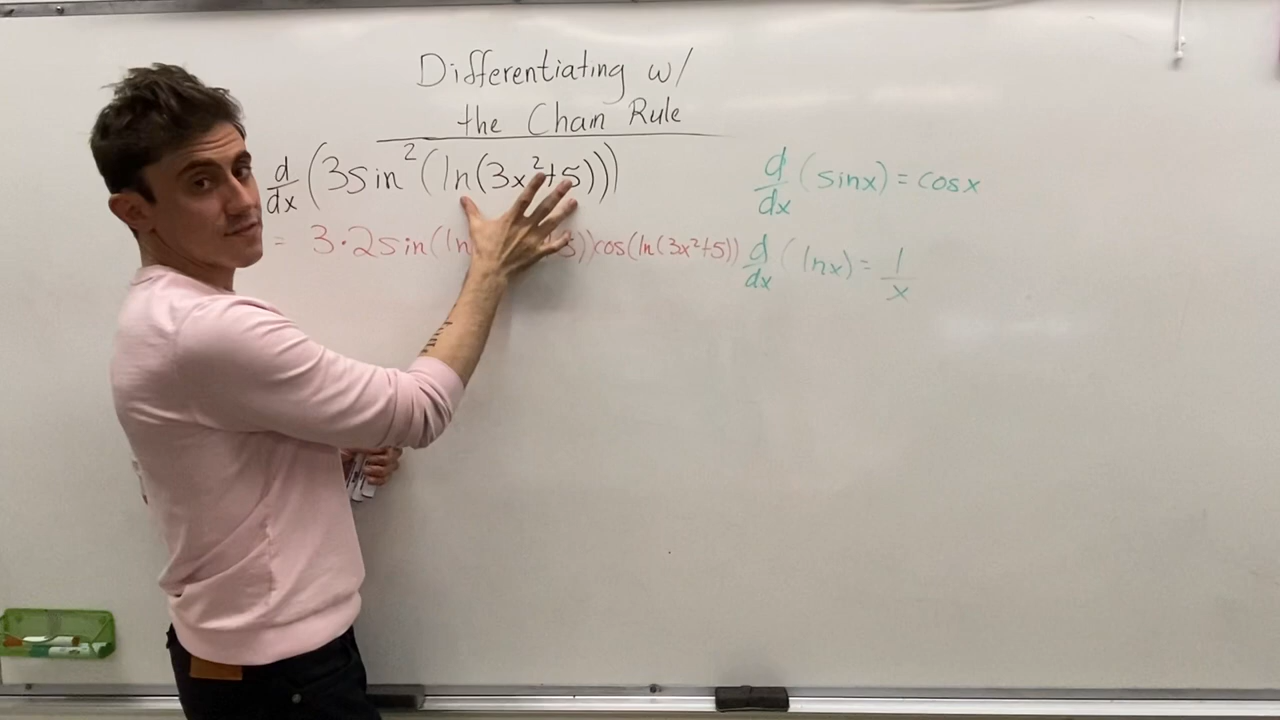 Differentiating w/
the Chain Rule
d/dx (3sin²(ln(3x²+5)))
= 3·2sin(ln 5))cos(ln(3x²+5))
d/dx (sinx) = cosx
d/dx (lnx) = 1/x